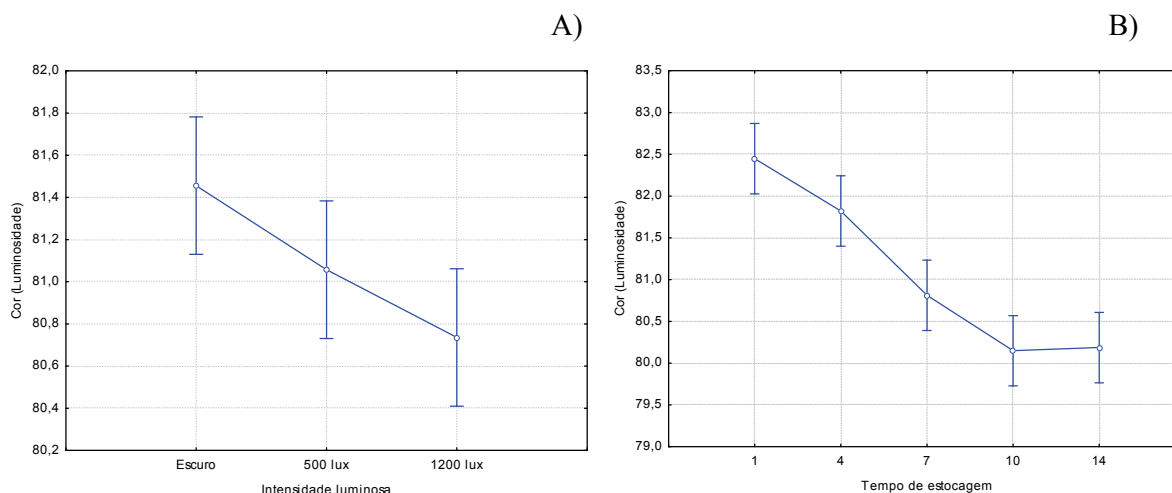 A)
82,0
81,8
81,6
81,4
81,2
81,0
80,8
80,6
80,4
80,2
Cor (Luminosidade)
Escuro 500 lux 1200 lux
Intensidade luminosa
B)
83,5
83,0
82,5
82,0
81,5
81,0
80,5
80,0
79,5
79,0
Cor (Luminosidade)
1 4 7 10 14
Tempo de estocagem